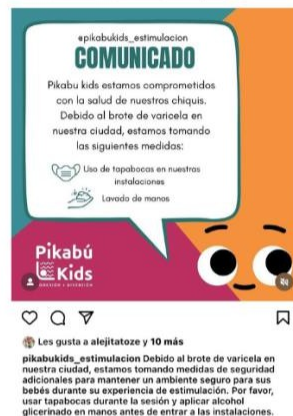 @pikabukids_estimulacion
COMUNICADO
Pikabu kids estamos comprometidos
con la salud de nuestros chiquis.
Debido al brote de varicela en
nuestra ciudad, estamos tomando
las siguientes medidas:
Uso de tapabocas en nuestras
instalaciones
Lavado de manos
Pikabú
Kids
Les gusta a alejitatoze y 10 más
pikabukids_estimulacion Debido al brote de varicela en
nuestra ciudad, estamos tomando medidas de seguridad
adicionales para mantener un ambiente seguro para sus
bebés durante su experiencia de estimulación. Por favor,
usar tapabocas durante la sesión y aplicar alcohol
glicerinado en manos antes de entrar a las instalaciones.